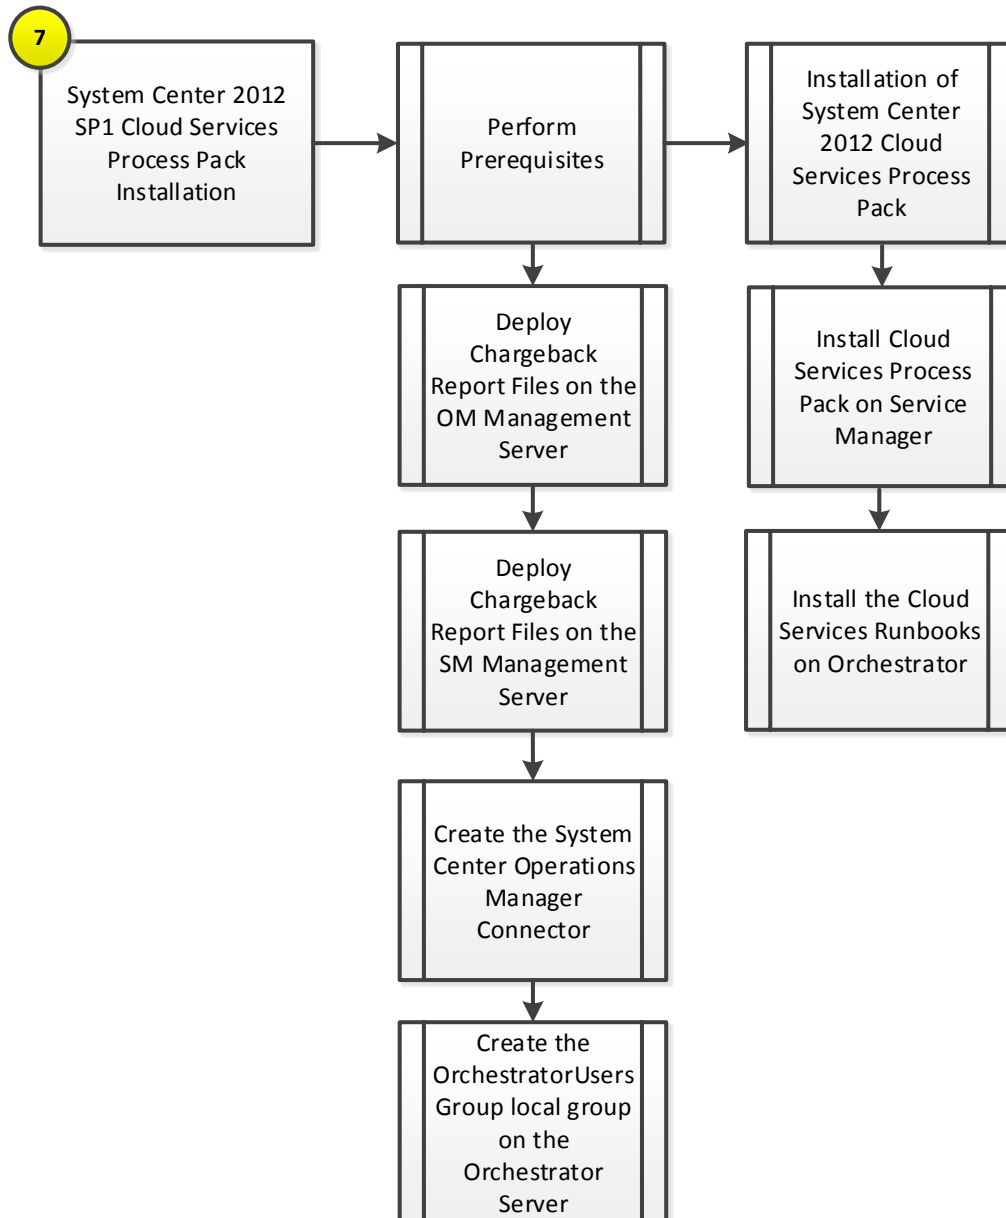 7
System Center 2012
SP1 Cloud Services
Process Pack
Installation
Perform
Prerequisites
Deploy
Chargeback
Report Files on the
OM Management
Server
Deploy
Chargeback
Report Files on the
SM Management
Server
Create the System
Center Operations
Manager
Connector
Create the
OrchestratorUsers
Group local group
on the
Orchestrator
Server
Installation of
System Center
2012 Cloud
Services Process
Pack
Install Cloud
Services Process
Pack on Service
Manager
Install the Cloud
Services Runbooks
on Orchestrator